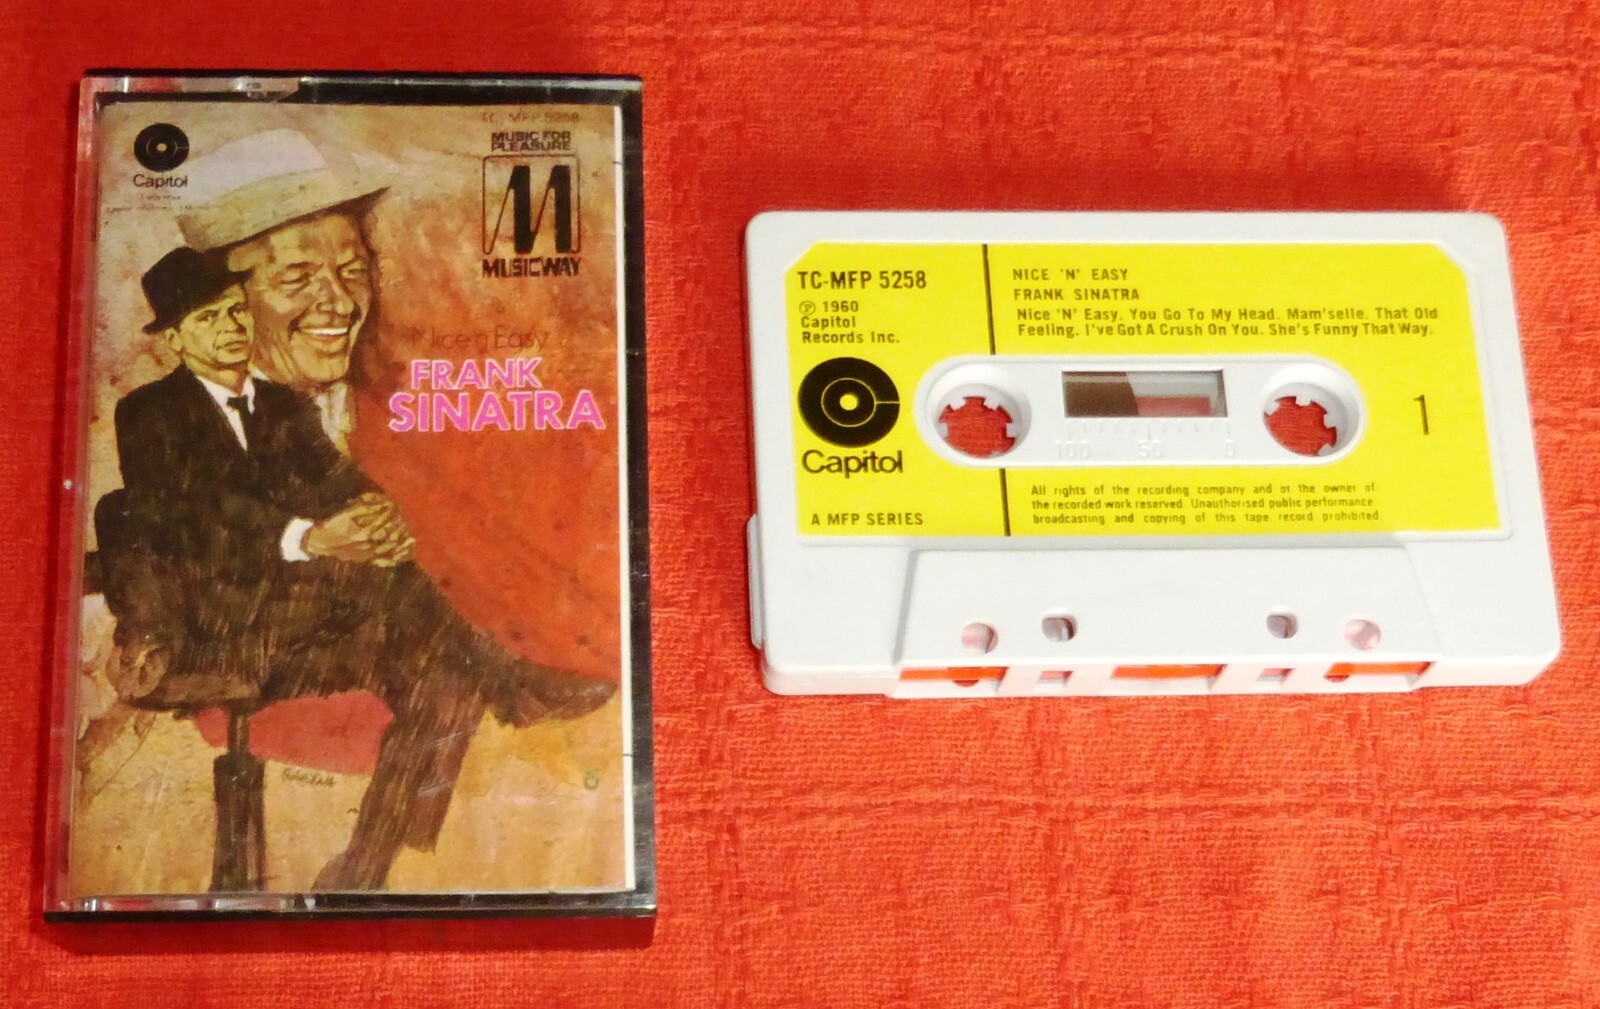 TC. MFP 5258
Capitol
MUSIC FOR
PLEASURE
M
MUSICWAY
Nice'n'Easy
FRANK
SINATRA
TC-MFP 5258
℗ 1960
Capitol
Records Inc.
Capitol
A MFP SERIES
NICE 'N' EASY
FRANK SINATRA
Nice 'N' Easy. You Go To My Head. Mam'selle. That Old
Feeling. I've Got A Crush On You. She's Funny That Way.
100 50 0
1
All rights of the recording company and of the owner of
the recorded work reserved. Unauthorised public performance
broadcasting and copying of this tape record prohibited